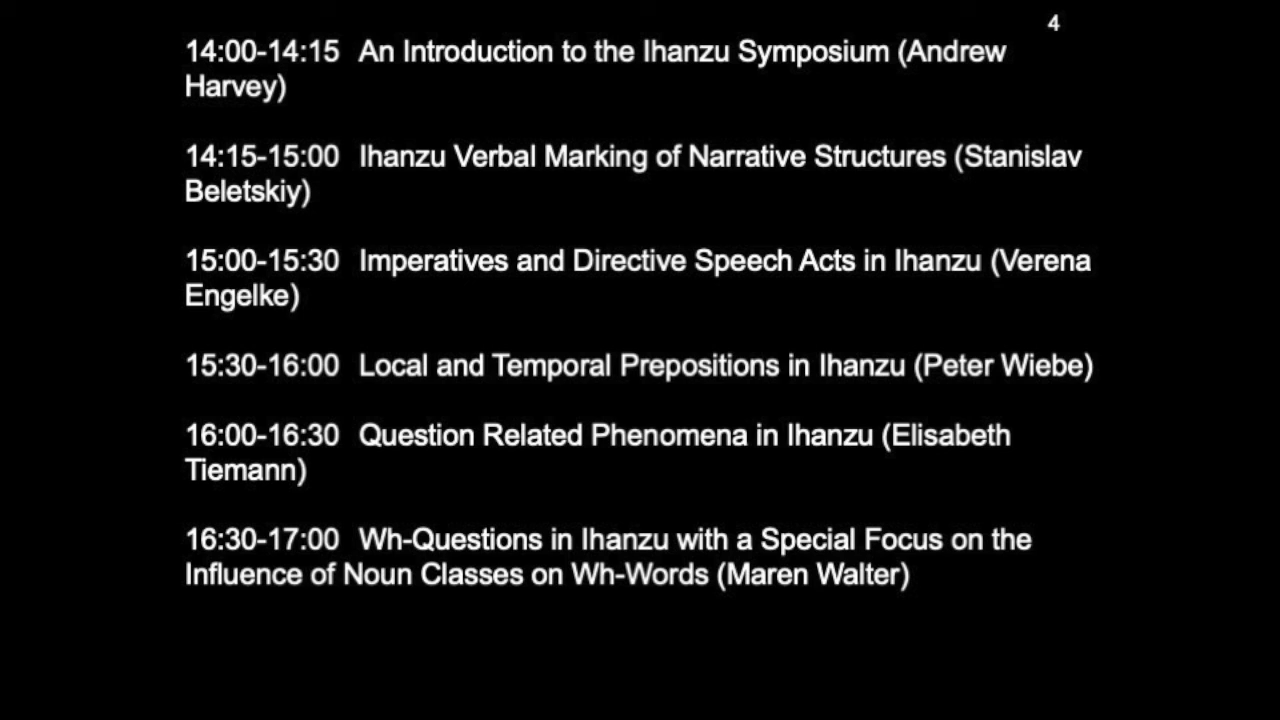 4
14:00-14:15 An Introduction to the Ihanzu Symposium (Andrew
Harvey)
14:15-15:00 Ihanzu Verbal Marking of Narrative Structures (Stanislav
Beletskiy)
15:00-15:30 Imperatives and Directive Speech Acts in Ihanzu (Verena
Engelke)
15:30-16:00 Local and Temporal Prepositions in Ihanzu (Peter Wiebe)
16:00-16:30 Question Related Phenomena in Ihanzu (Elisabeth
Tiemann)
16:30-17:00 Wh-Questions in Ihanzu with a Special Focus on the
Influence of Noun Classes on Wh-Words (Maren Walter)